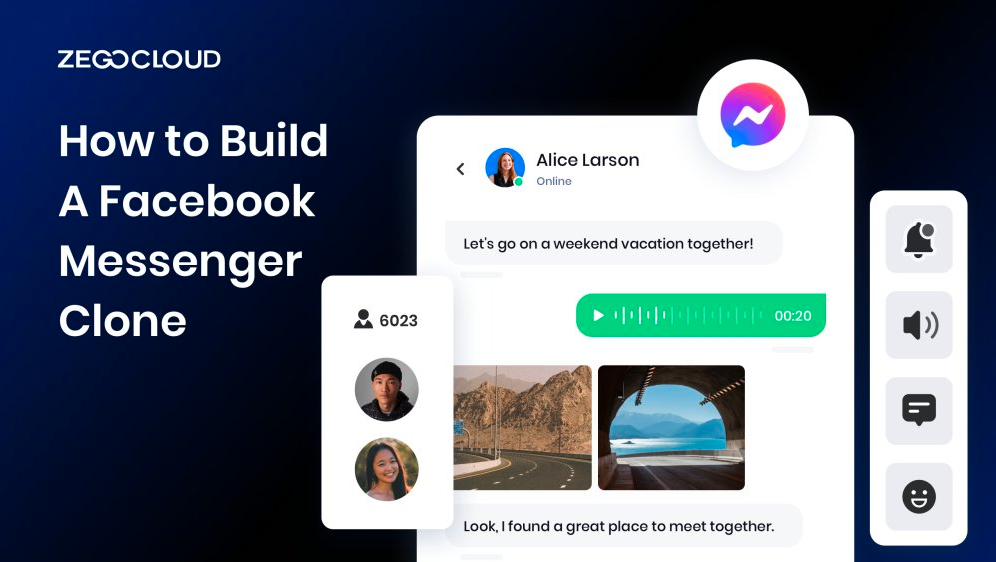 ZEGOCLOUD
How to Build
A Facebook
Messenger
Clone
Alice Larson
Online
Let's go on a weekend vacation together!
6023
00:20
Look, I found a great place to meet together.